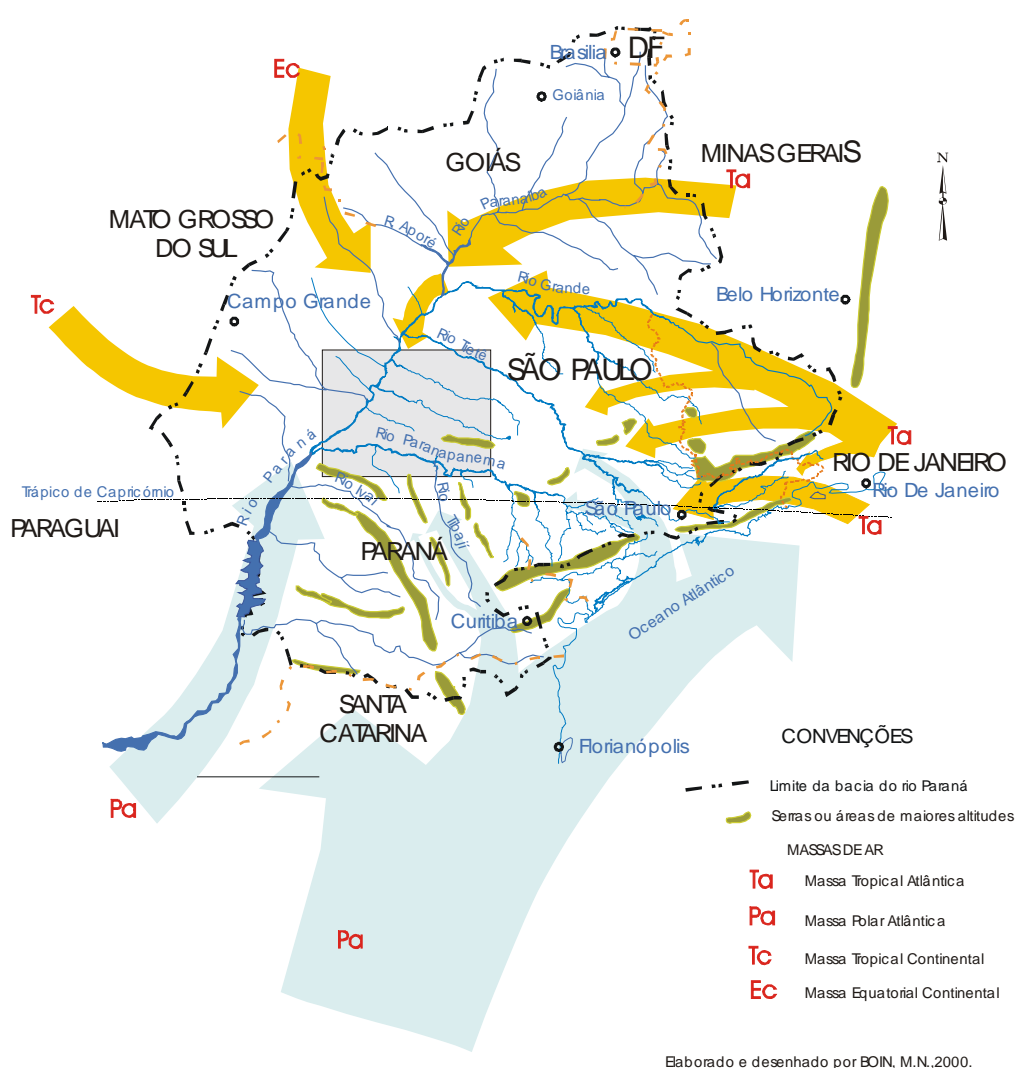 Brasilia
DF
Ec
Goiânia
GOIÁS
MINAS GERAIS
Ta
N
MATO GROSSO
DO SUL
R. Aporé
Rio Paranaíba
Rio Grande
Belo Horizonte
Tc
Campo Grande
Rio Tietê
SÃO PAULO
Rio Paraná
Rio Paranapanema
Ta
RIO DE JANEIRO
Rio De Janeiro
Trápico de Capricórnio
Rio Ivaí
Rio Tibaji
São Paulo
Ta
PARAGUAI
PARANÁ
Curitiba
Oceano Atlântico
SANTA
CATARINA
Florianópolis
Pa
Pa
CONVENÇÕES
Limite da bacia do rio Paraná
Serras ou áreas de maiores altitudes
MASSAS DE AR
Ta Massa Tropical Atlântica
Pa Massa Polar Atlântica
Tc Massa Tropical Continental
Ec Massa Equatorial Continental
Elaborado e desenhado por BOIN, M.N.,2000.